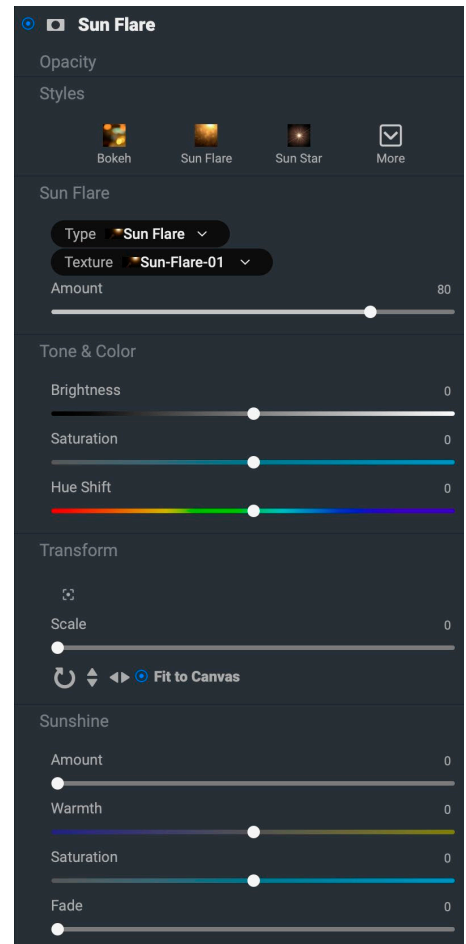 Sun Flare
Opacity
Styles
Bokeh Sun Flare Sun Star More
Sun Flare
Type Sun Flare
Texture Sun-Flare-01
Amount 80
Tone & Color
Brightness 0
Saturation 0
Hue Shift 0
Transform
Scale 0
Fit to Canvas
Sunshine
Amount 0
Warmth 0
Saturation 0
Fade 0